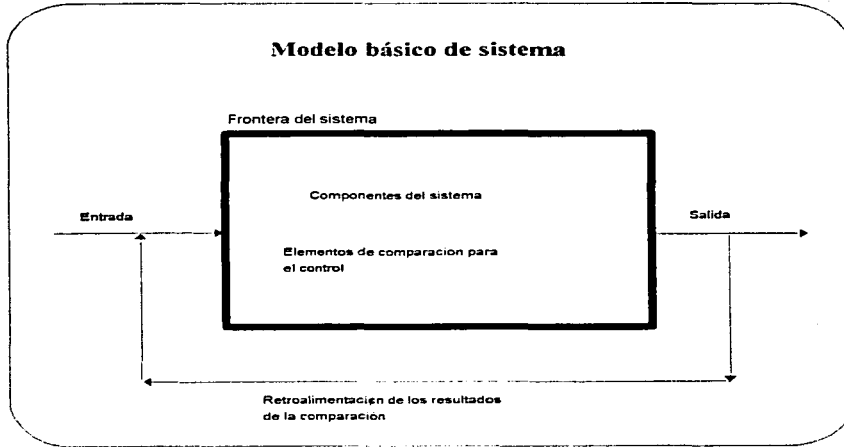 Modelo básico de sistema
Frontera del sistema
Componentes del sistema
Entrada
Salida
Elementos de comparacion para
el control
Retroalimentación de los resultados
de la comparación